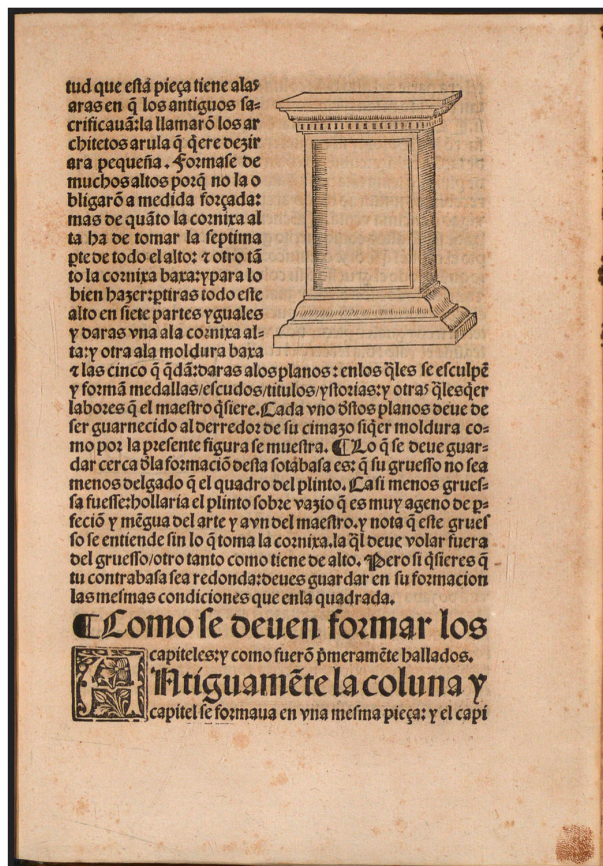 tud que esta pieça tiene alas
aras en q̃ los antiguos sa=
crificauã: la llamarõ los ar
chitetos arula q̃ q̃ere dezir
ara pequeña. Formase de
muchos altos porq̃ no la o
bligarõ a medida forçada:
mas de quãto la cornixa al
ta ha de tomar la septima
ꝑte de todo el alto: ⁊ otro tã
to la cornixa baxa: y para lo
bien hazer: ꝑtiras todo este
alto en siete partes yguales
y daras vna ala cornixa al-
ta: y otra ala moldura baxa
⁊ las cinco q̃ q̃dã: daras alos planos: enlos q̃les se esculpẽ
y formã medallas/escudos/titulos/ystorias: y otras q̃lesq̃er
labores q̃ el maestro q̃siere. Cada vno d̃stos planos deue de
ser guarnecido al derredor de su cimazo siq̃er moldura co=
mo por la presente figura se muestra. ¶ Lo q̃ se deue guar=
dar cerca d̃la formaciõ desta sotabasa es: q̃ su gruesso no sea
menos delgado q̃ el quadro del plinto. Ca si menos grues=
sa fuesse: hollaria el plinto sobre vazio q̃ es muy ageno de ꝑ=
feciõ y mẽgua del arte y avn del maestro. y nota q̃ este grues
so se entiende sin lo q̃ toma la cornixa. la q̃l deue volar fuera
del gruesso/otro tanto como tiene de alto. Pero si q̃sieres q̃
tu contrabasa sea redonda: deues guardar en su formacion
las mesmas condiciones que enla quadrada.
¶ Como se deuen formar los
capiteles: y como fuerõ p̃meramẽte hallados.
ANtiguamẽte la coluna y
capitel se formaua en vna mesma pieça: y el capi